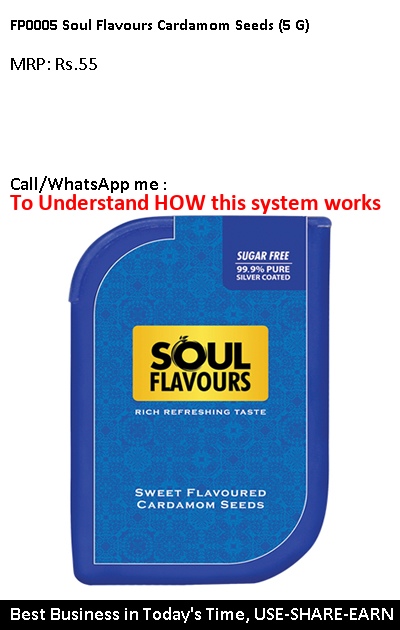 FP0005 Soul Flavours Cardamom Seeds (5 G)
MRP: Rs.55
Call/WhatsApp me :
To Understand HOW this system works
SUGAR FREE
99.9% PURE
SILVER COATED
SOUL
FLAVOURS
RICH REFRESHING TASTE
SWEET FLAVOURED
CARDAMOM SEEDS
Best Business in Today's Time, USE-SHARE-EARN